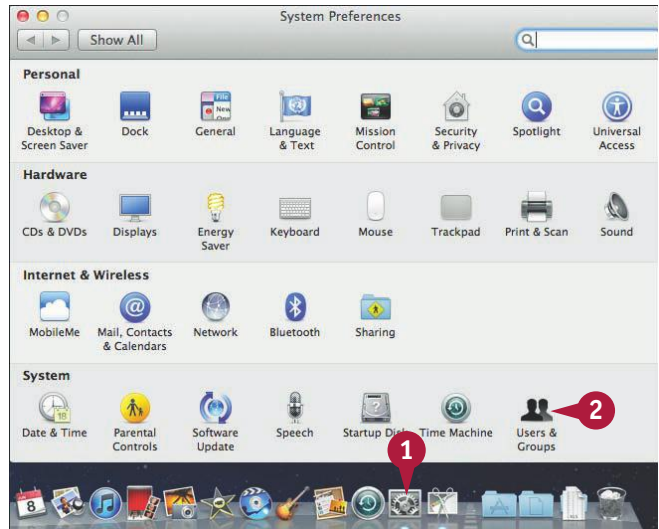 System Preferences
Show All
Personal
Desktop & Screen Saver
Dock
General
Language & Text
Mission Control
Security & Privacy
Spotlight
Universal Access
Hardware
CDs & DVDs
Displays
Energy Saver
Keyboard
Mouse
Trackpad
Print & Scan
Sound
Internet & Wireless
MobileMe
Mail, Contacts & Calendars
Network
Bluetooth
Sharing
System
Date & Time
Parental Controls
Software Update
Speech
Startup Disk
Time Machine
Users & Groups
2
1
8